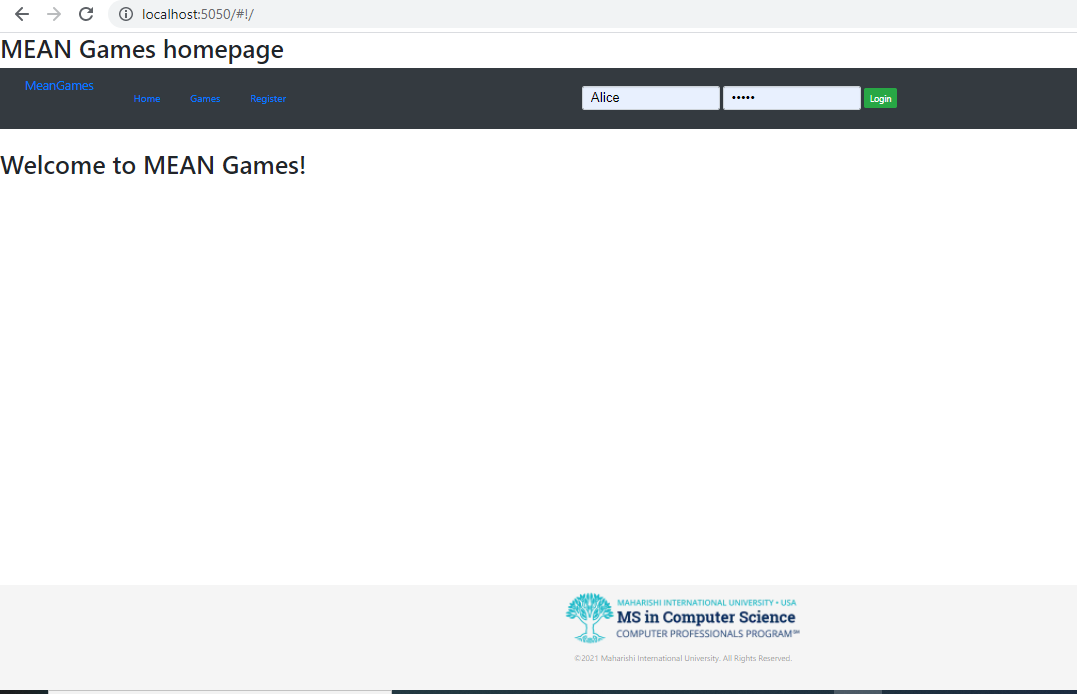 localhost:5050/#!/
MEAN Games homepage
MeanGames
Home Games Register
Alice ••••• Login
Welcome to MEAN Games!
MAHARISHI INTERNATIONAL UNIVERSITY • USA
MS in Computer Science
COMPUTER PROFESSIONALS PROGRAM℠
©2021 Maharishi International University. All Rights Reserved.